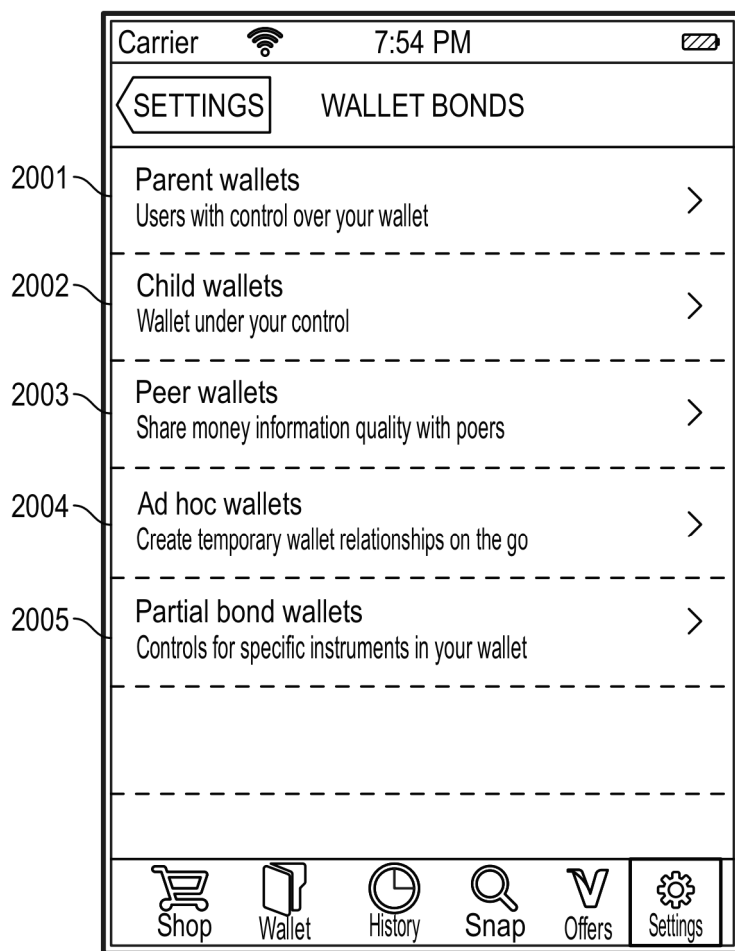 Carrier 7:54 PM
SETTINGS WALLET BONDS
2001 Parent wallets
Users with control over your wallet
2002 Child wallets
Wallet under your control
2003 Peer wallets
Share money information quality with poers
2004 Ad hoc wallets
Create temporary wallet relationships on the go
2005 Partial bond wallets
Controls for specific instruments in your wallet
Shop Wallet History Snap Offers Settings